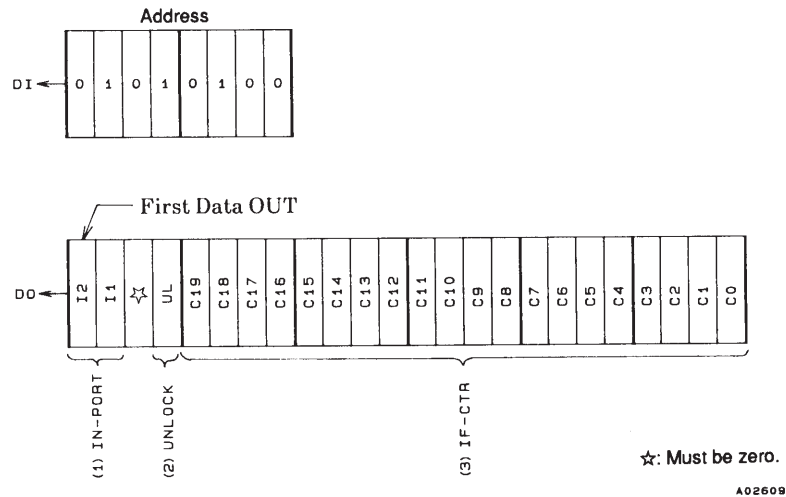 Address
DI 0 1 0 1 0 1 0 0
First Data OUT
DO I2 I1 ☆ UL C19 C18 C17 C16 C15 C14 C13 C12 C11 C10 C9 C8 C7 C6 C5 C4 C3 C2 C1 C0
(1) IN-PORT
(2) UNLOCK
(3) IF-CTR
☆: Must be zero.
A02609